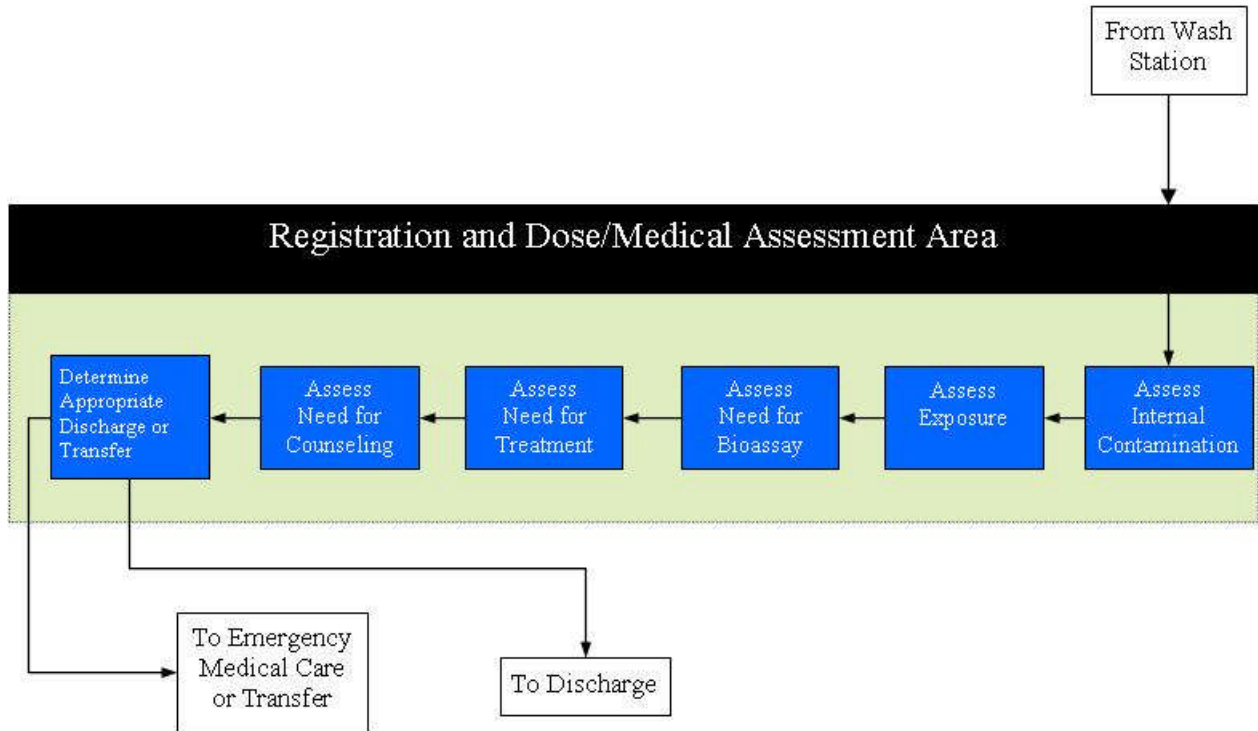 From Wash
Station
Registration and Dose/Medical Assessment Area
Determine
Appropriate
Discharge or
Transfer
Assess
Need for
Counseling
Assess
Need for
Treatment
Assess
Need for
Bioassay
Assess
Exposure
Assess
Internal
Contamination
To Emergency
Medical Care
or Transfer
To Discharge